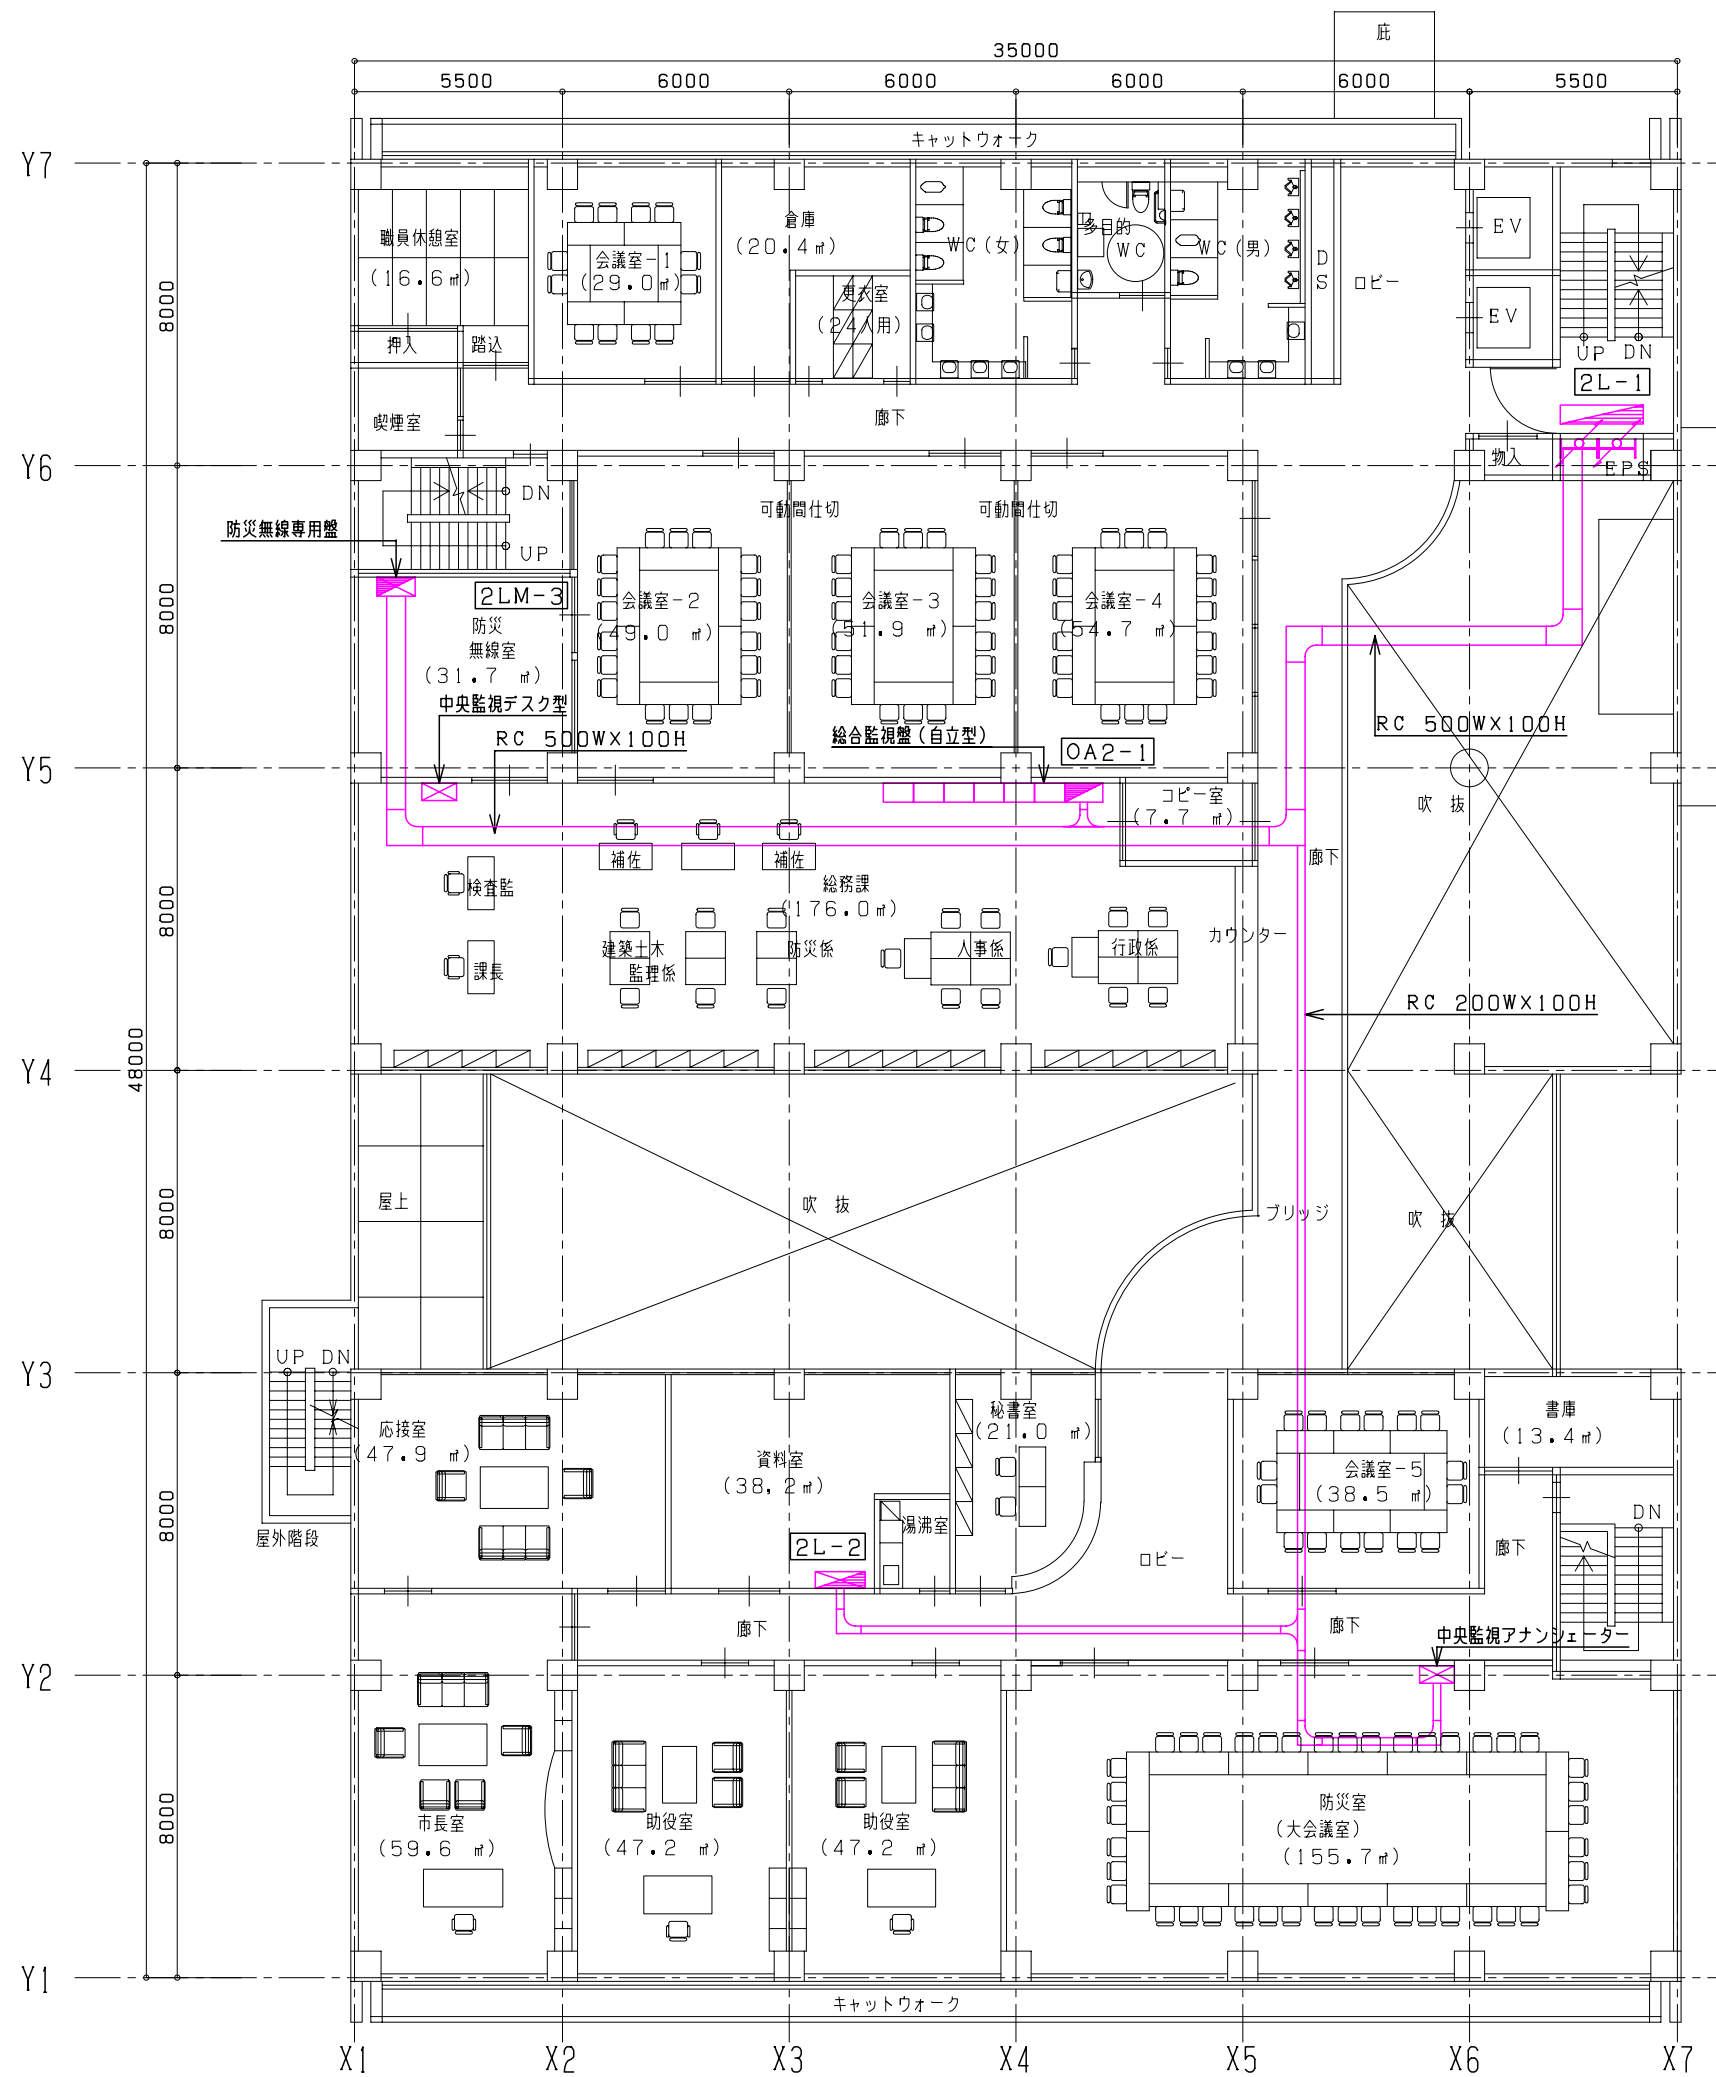 庇
35000
5500
6000
6000
6000
6000
5500
キャットウォーク
Y7
職員休憩室
(16.6㎡)
会議室-1
(29.0㎡)
倉庫
(20.4㎡)
更衣室
(24人用)
WC(女)
多目的
WC
WC(男)
DS
ロビー
EV
EV
UP
DN
8000
押入
踏込
2L-1
喫煙室
廊下
物入
EPS
Y6
DN
UP
可動間仕切
可動間仕切
防災無線専用盤
2LM-3
会議室-2
(49.0 ㎡)
会議室-3
(51.9 ㎡)
会議室-4
(54.7 ㎡)
8000
防災
無線室
(31.7 ㎡)
中央監視デスク型
RC 500WX100H
総合監視盤(自立型)
OA2-1
RC 500WX100H
Y5
コピー室
(7.7 ㎡)
吹 抜
補佐
補佐
廊下
検査監
総務課
(176.0㎡)
8000
カウンター
建築土木
監理係
防災係
人事係
行政係
課長
RC 200WX100H
48000
Y4
屋上
吹 抜
ブリッジ
吹 抜
8000
UP
DN
Y3
応接室
(47.9 ㎡)
資料室
(38,2㎡)
秘書室
(21.0 ㎡)
書庫
(13.4㎡)
会議室-5
(38.5 ㎡)
8000
DN
湯沸室
屋外階段
2L-2
ロビー
廊下
廊下
廊下
中央監視アナンシェーター
Y2
8000
市長室
(59.6 ㎡)
助役室
(47.2 ㎡)
助役室
(47.2 ㎡)
防災室
(大会議室)
(155.7㎡)
Y1
キャットウォーク
X1
X2
X3
X4
X5
X6
X7